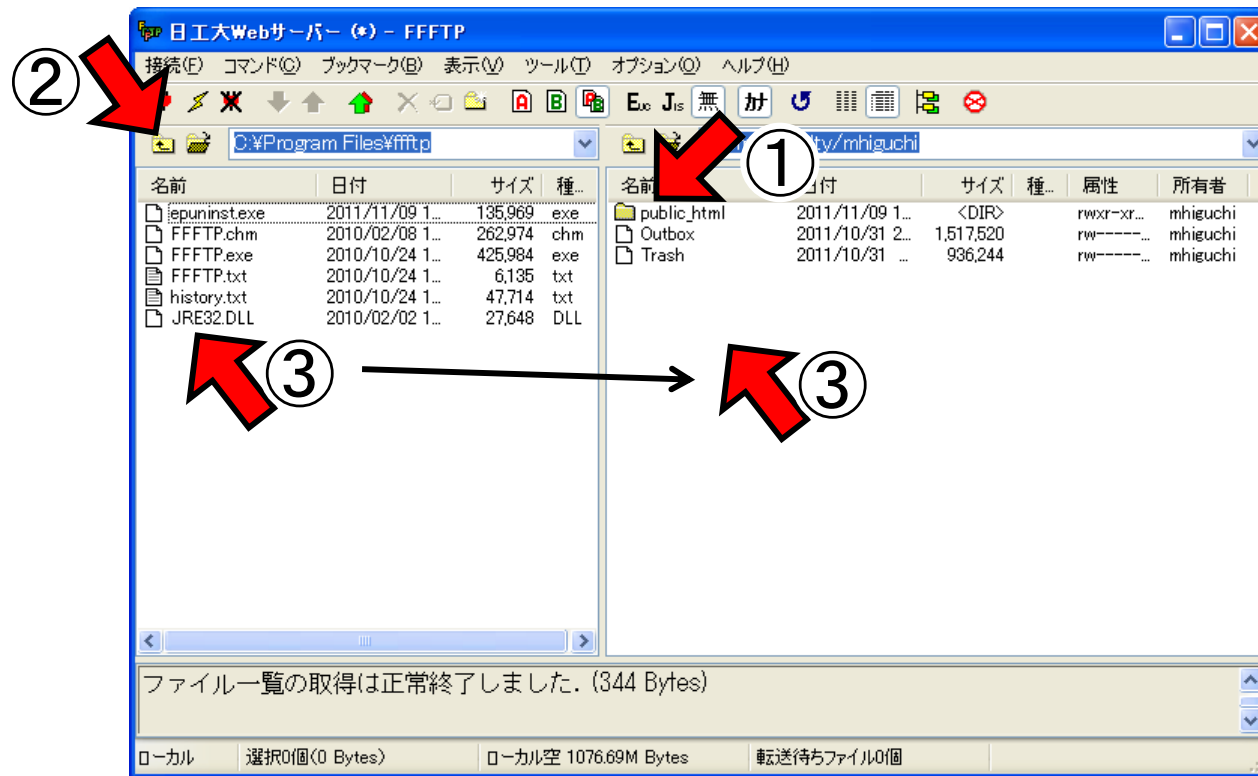 日工大Webサーバー (*) - FFFTP
② 接続(F) コマンド(C) ブックマーク(B) 表示(V) ツール(T) オプション(O) ヘルプ(H)
A B Euc Jis 無 カナ
C:¥Program Files¥ffftp ① ty/mhiguchi
名前 日付 サイズ 種... 名前 日付 サイズ 種... 属性 所有者
epuninst.exe 2011/11/09 1... 135,969 exe public_html 2011/11/09 1... <DIR> rwxr-xr... mhiguchi
FFFTP.chm 2010/02/08 1... 262,974 chm Outbox 2011/10/31 2... 1,517,520 rw-----... mhiguchi
FFFTP.exe 2010/10/24 1... 425,984 exe Trash 2011/10/31 ... 936,244 rw-----... mhiguchi
FFFTP.txt 2010/10/24 1... 6,135 txt
history.txt 2010/10/24 1... 47,714 txt
JRE32.DLL 2010/02/02 1... 27,648 DLL
③ ③
ファイル一覧の取得は正常終了しました. (344 Bytes)
ローカル 選択0個(0 Bytes) ローカル空 1076.69M Bytes 転送待ちファイル0個